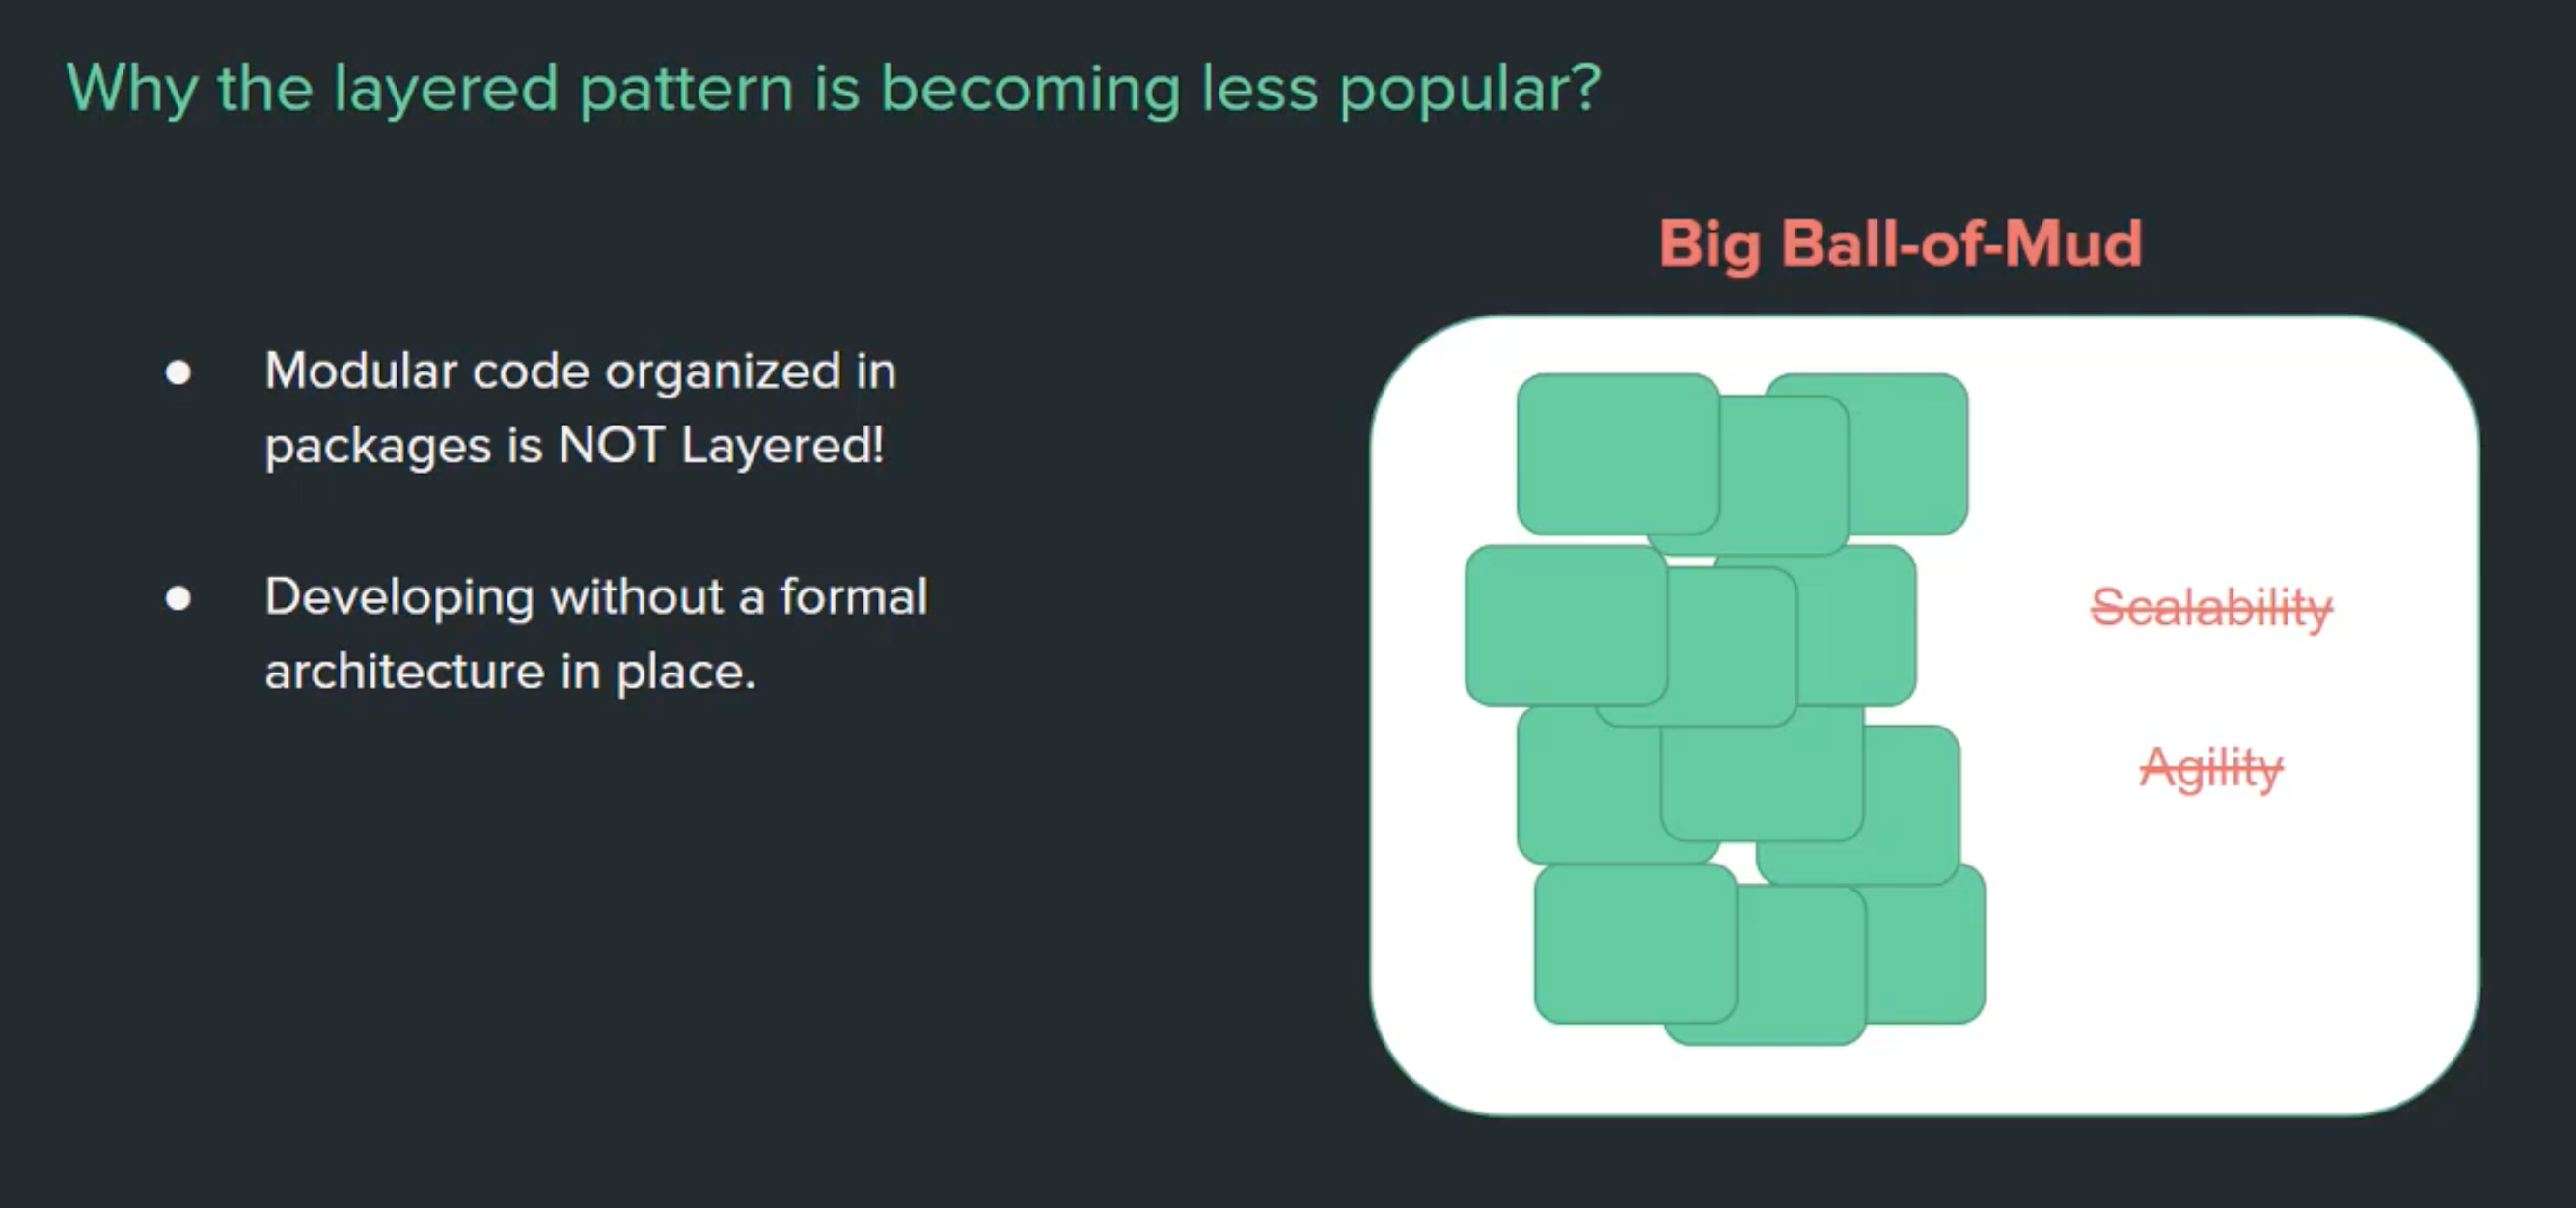 Why the layered pattern is becoming less popular?
Big Ball-of-Mud
Modular code organized in
packages is NOT Layered!
Developing without a formal
architecture in place.
Scalability
Agility